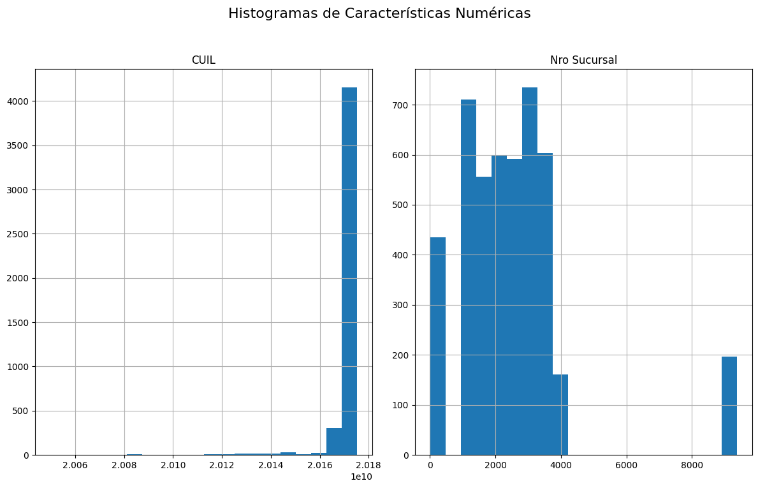 Histogramas de Características Numéricas
CUIL
4000
3500
3000
2500
2000
1500
1000
500
0
2.006 2.008 2.010 2.012 2.014 2.016 2.018
1e10
Nro Sucursal
700
600
500
400
300
200
100
0
0 2000 4000 6000 8000